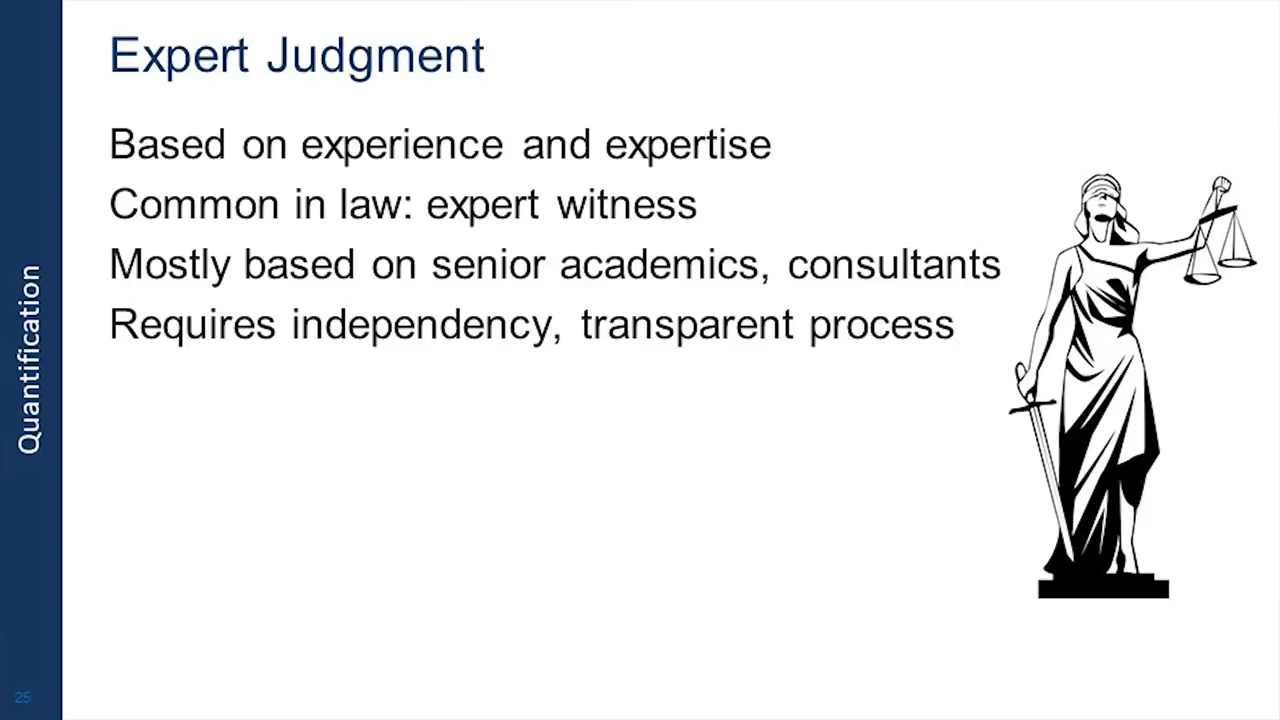 Expert Judgment
Based on experience and expertise
Common in law: expert witness
Mostly based on senior academics, consultants
Requires independency, transparent process
Quantification
25